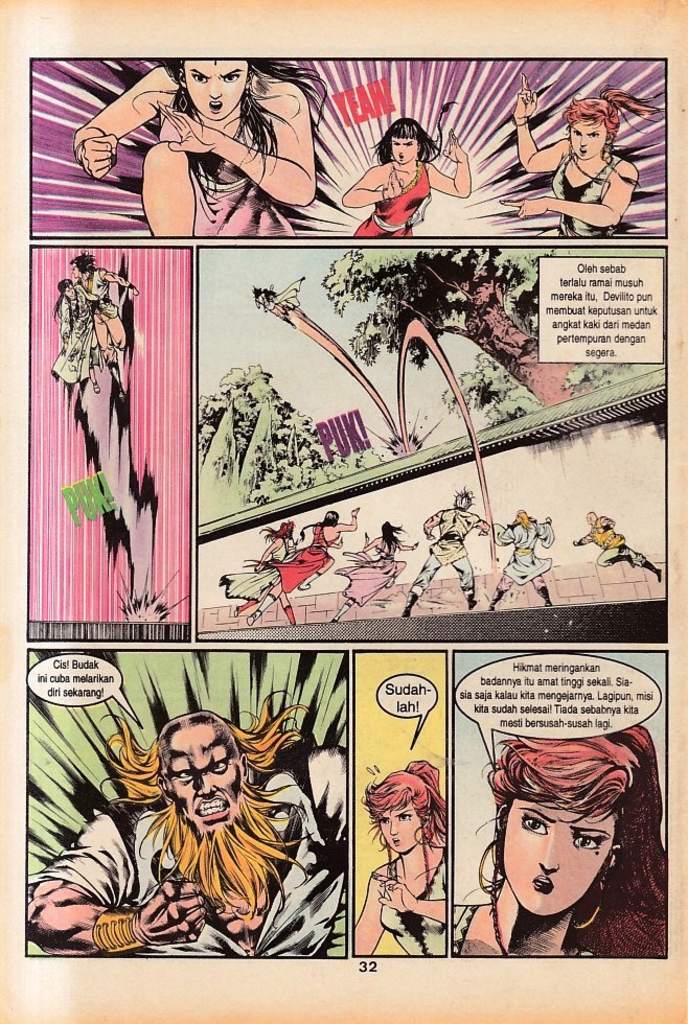 YEAH!
PUK!
Oleh sebab
terlalu ramai musuh
mereka itu, Devilito pun
membuat keputusan untuk
angkat kaki dari medan
pertempuran dengan
segera.
PUK!
Cis! Budak
ini cuba melarikan
diri sekarang!
Sudah-
lah!
Hikmat meringankan
badannya itu amat tinggi sekali. Sia-
sia saja kalau kita mengejarnya. Lagipun, misi
kita sudah selesai! Tiada sebabnya kita
mesti bersusah-susah lagi.
32